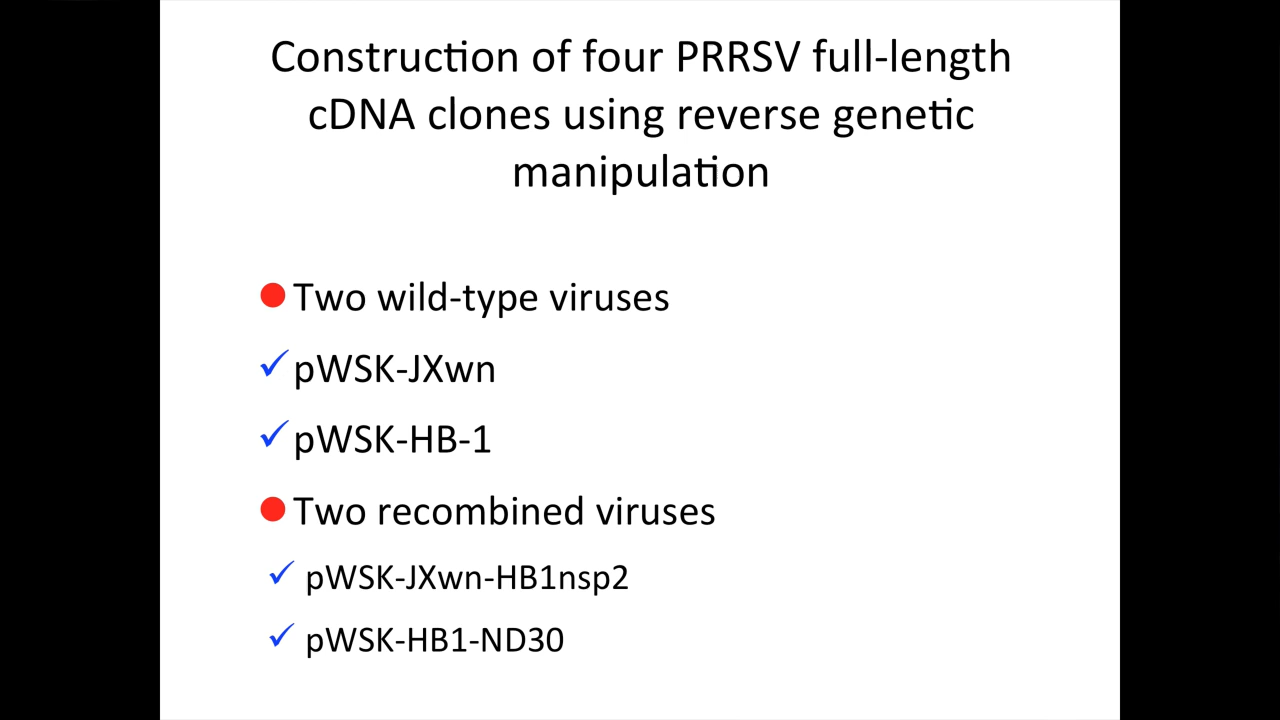 Construction of four PRRSV full-length
cDNA clones using reverse genetic
manipulation
Two wild-type viruses
pWSK-JXwn
pWSK-HB-1
Two recombined viruses
pWSK-JXwn-HB1nsp2
pWSK-HB1-ND30